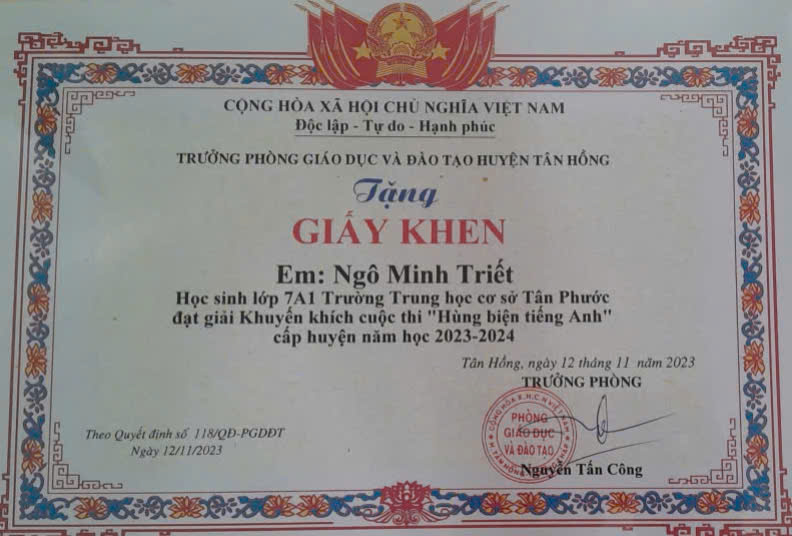 CỘNG HÒA XÃ HỘI CHỦ NGHĨA VIỆT NAM
Độc lập - Tự do - Hạnh phúc
TRƯỞNG PHÒNG GIÁO DỤC VÀ ĐÀO TẠO HUYỆN TÂN HỒNG
Tặng
GIẤY KHEN
Em: Ngô Minh Triết
Học sinh lớp 7A1 Trường Trung học cơ sở Tân Phước
đạt giải Khuyến khích cuộc thi "Hùng biện tiếng Anh"
cấp huyện năm học 2023-2024
Tân Hồng, ngày 12 tháng 11 năm 2023
TRƯỞNG PHÒNG
PHÒNG
GIÁO DỤC
VÀ ĐÀO TẠO
Nguyễn Tấn Công
Theo Quyết định số 118/QĐ-PGDĐT
Ngày 12/11/2023